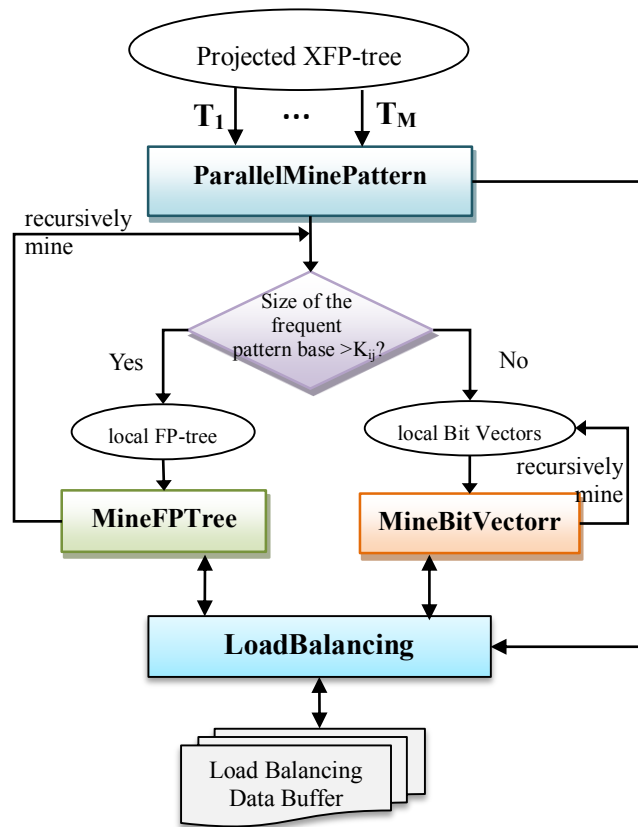 Projected XFP-tree
T1 ... TM
ParallelMinePattern
recursively
mine
Size of the
frequent
pattern base >Kij?
Yes
No
local FP-tree
local Bit Vectors
recursively
mine
MineFPTree
MineBitVectorr
LoadBalancing
Load Balancing
Data Buffer